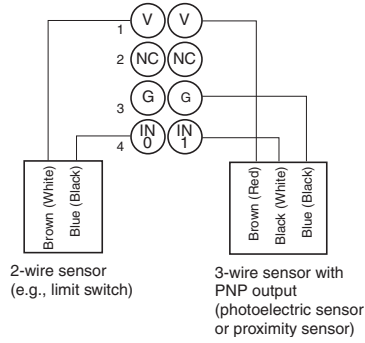 1 V V
2 NC NC
3 G G
4 IN 0 IN 1
Brown (White)
Blue (Black)
Brown (Red)
Black (White)
Blue (Black)
2-wire sensor
(e.g., limit switch)
3-wire sensor with
PNP output
(photoelectric sensor
or proximity sensor)